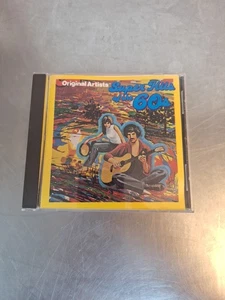 Original Artists
Super Hits
of the
60s